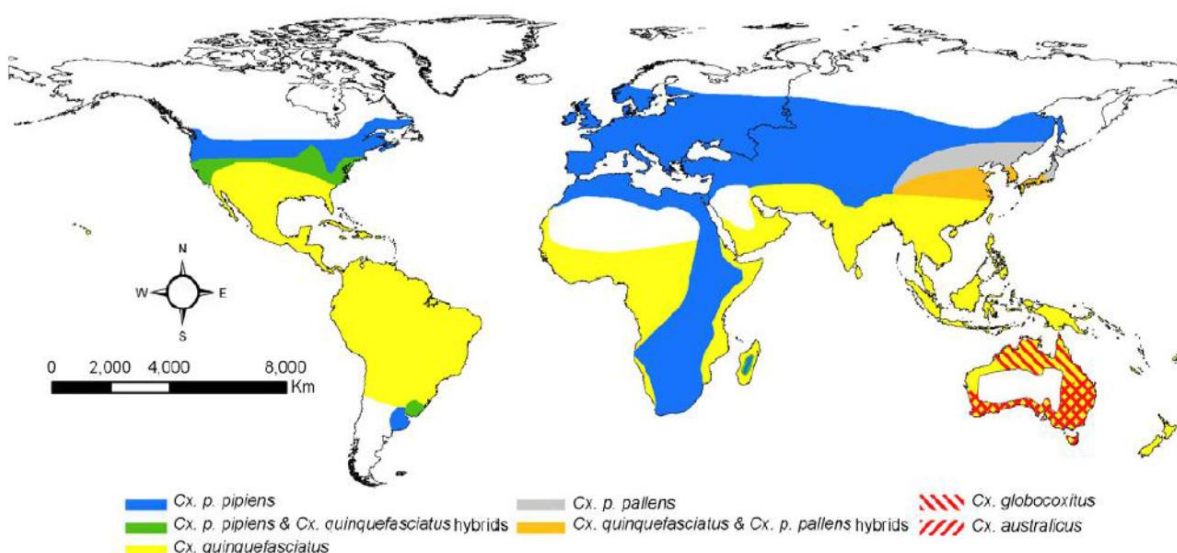 N
W E
S
0 2,000 4,000 8,000
Km
Cx. p. pipiens
Cx. p. pipiens & Cx. quinquefasciatus hybrids
Cx. quinquefasciatus
Cx. p. pallens
Cx. quinquefasciatus & Cx. p. pallens hybrids
Cx. globocoxitus
Cx. australicus